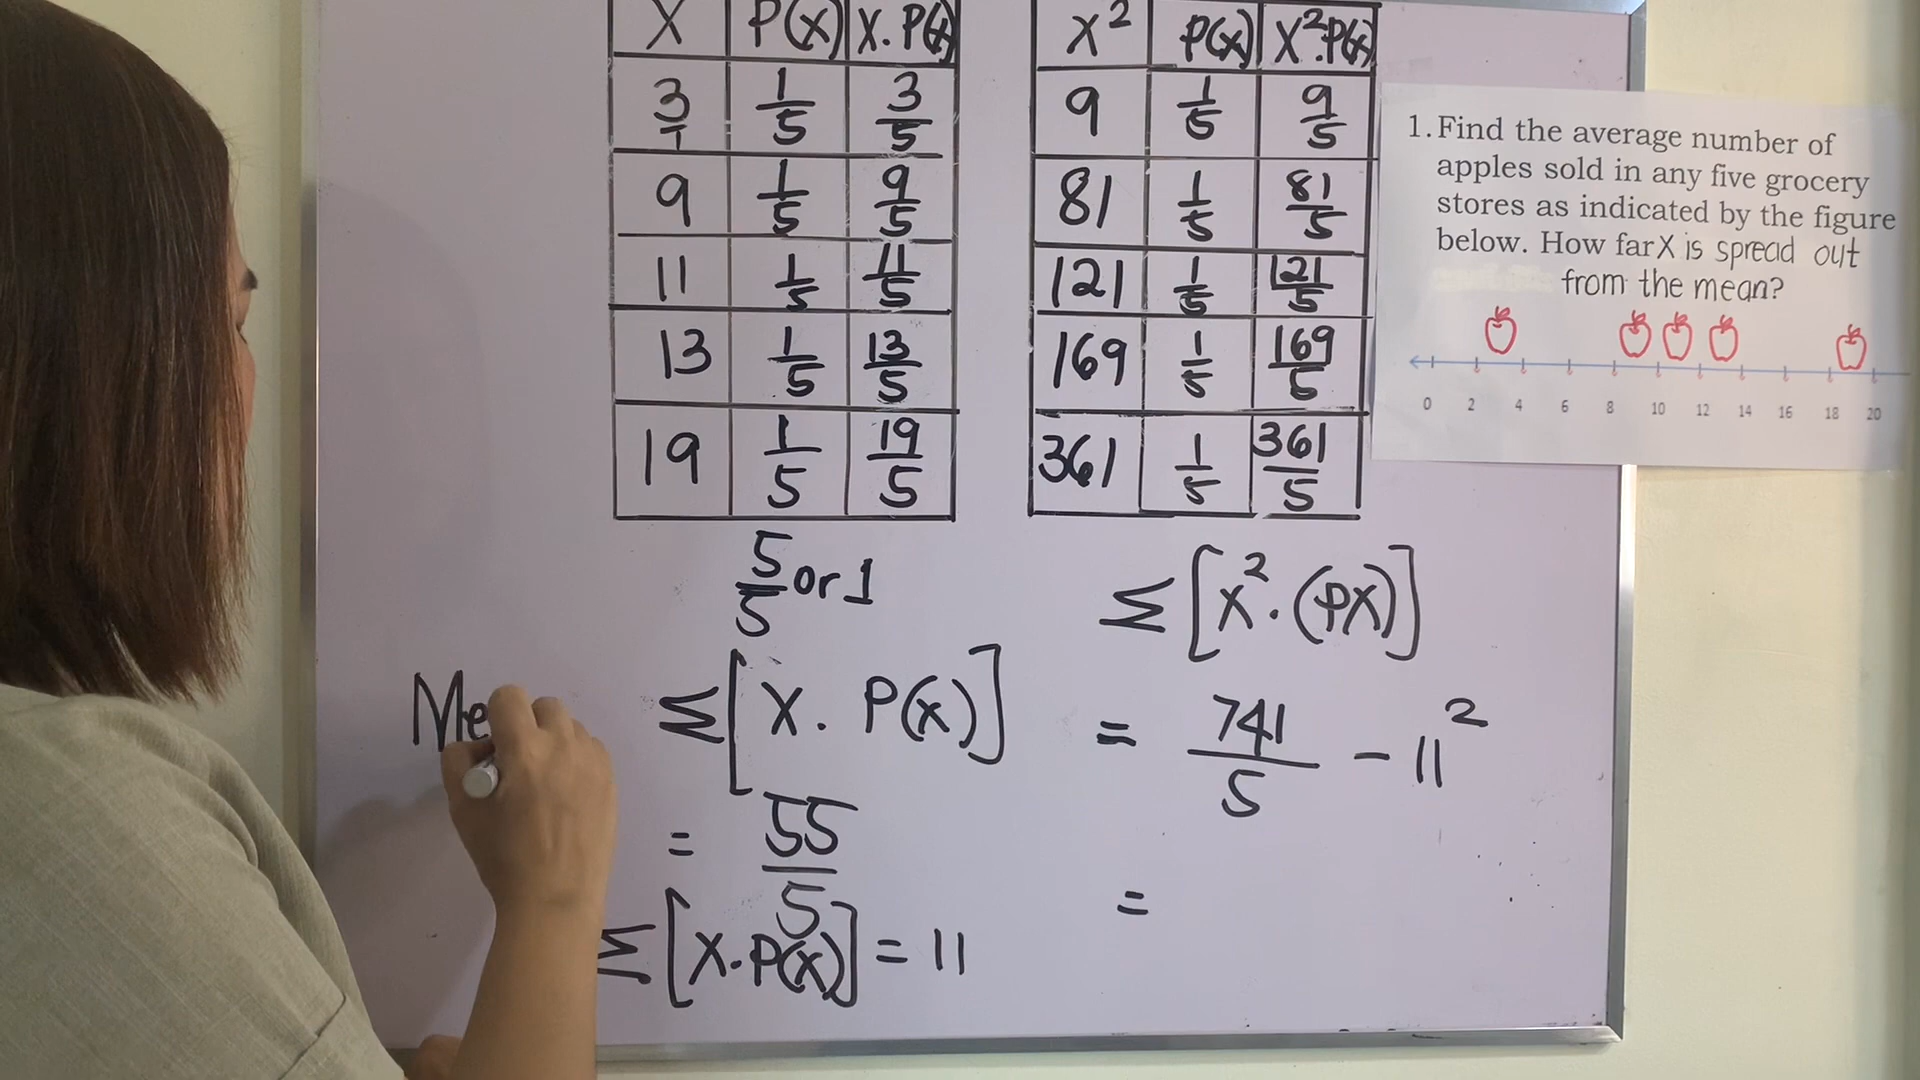 X P(x) X.P(x)
3/1 1/5 3/5
9 1/5 9/5
11 1/5 11/5
13 1/5 13/5
19 1/5 19/5
5/5 or 1
Me
Σ[X. P(x)]
= 55/5
Σ[X.P(x)] = 11
X² P(x) X².P(x)
9 1/5 9/5
81 1/5 81/5
121 1/5 121/5
169 1/5 169/5
361 1/5 361/5
Σ[X².(PX)]
= 741/5 - 11²
=
1. Find the average number of
apples sold in any five grocery
stores as indicated by the figure
below. How far X is spread out
from the mean?
0 2 4 6 8 10 12 14 16 18 20